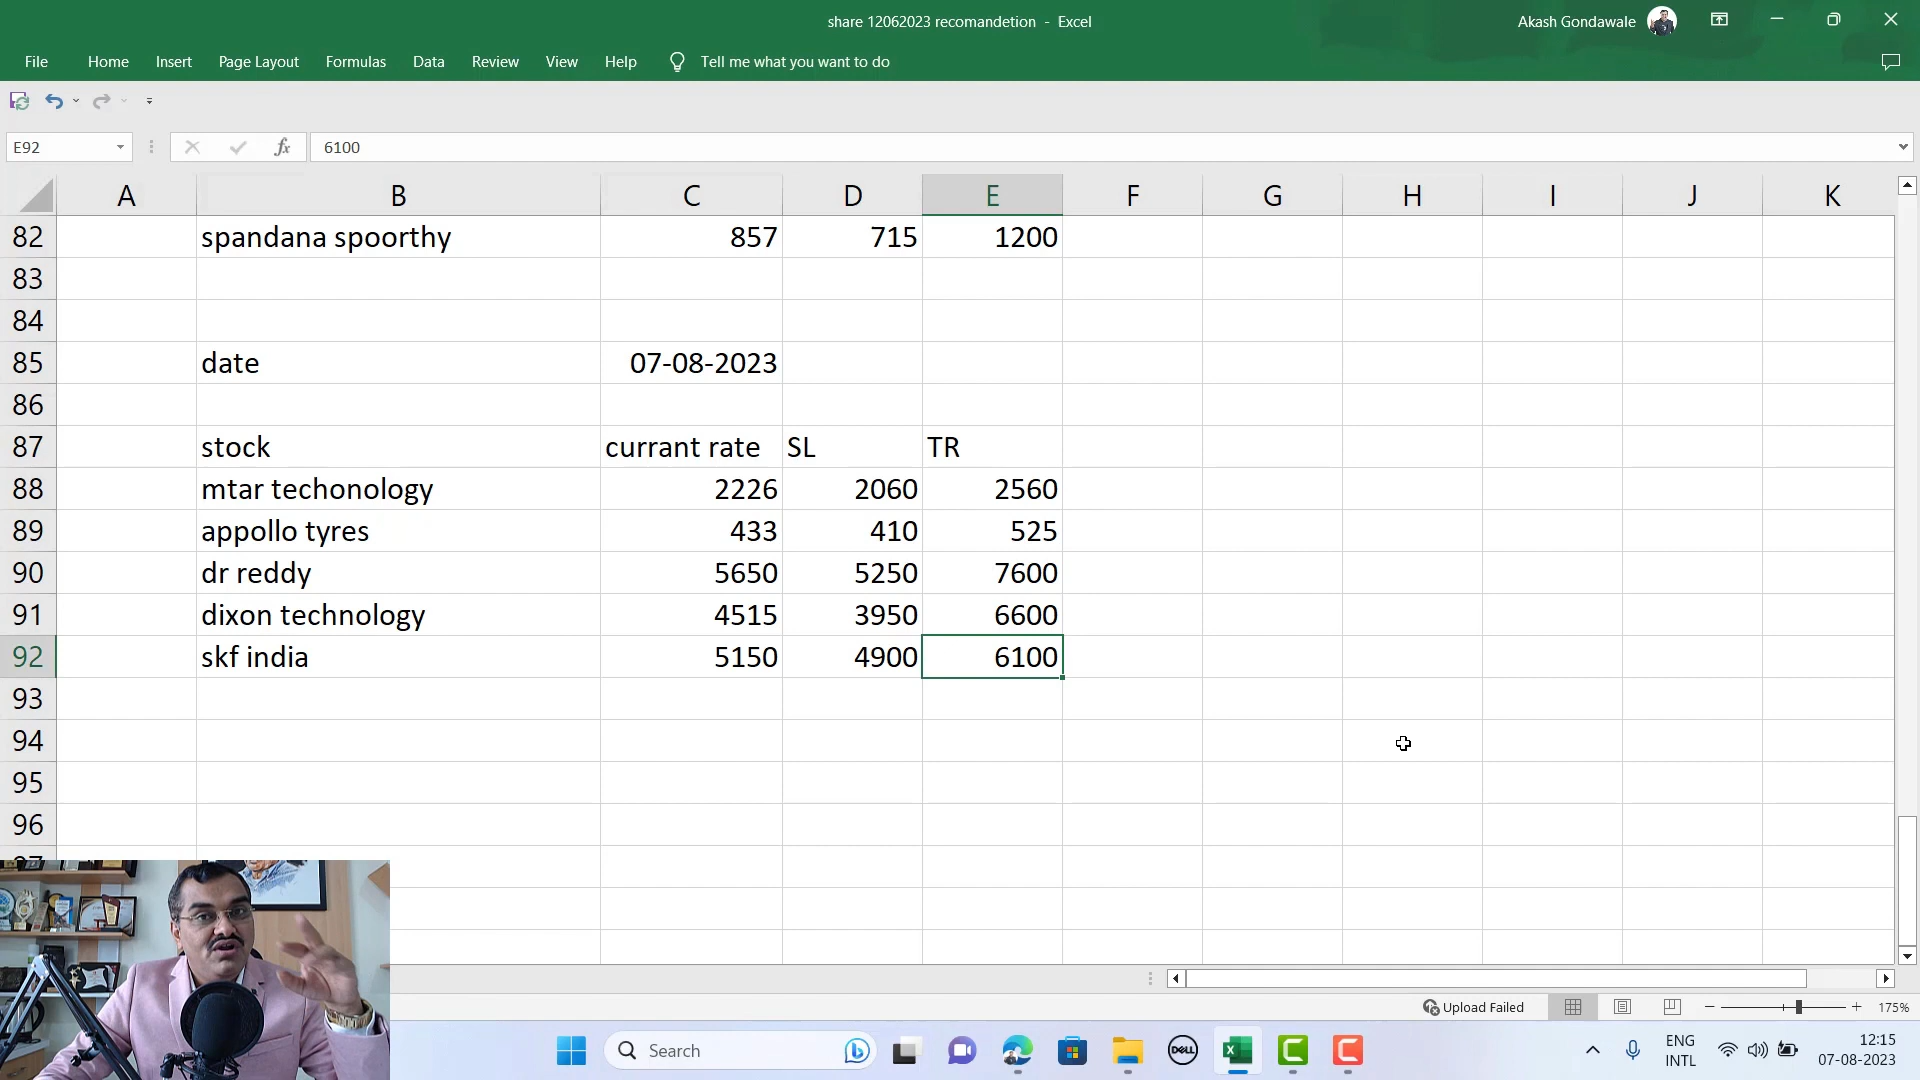 share 12062023 recomandetion - Excel
Akash Gondawale
File Home Insert Page Layout Formulas Data Review View Help Tell me what you want to do
E92 fx 6100
A B C D E F G H I J K
82 spandana spoorthy 857 715 1200
83
84
85 date 07-08-2023
86
87 stock currant rate SL TR
88 mtar techonology 2226 2060 2560
89 appollo tyres 433 410 525
90 dr reddy 5650 5250 7600
91 dixon technology 4515 3950 6600
92 skf india 5150 4900 6100
93
94
95
96
97
Upload Failed 175%
Search
DELL
ENG
INTL
12:15
07-08-2023